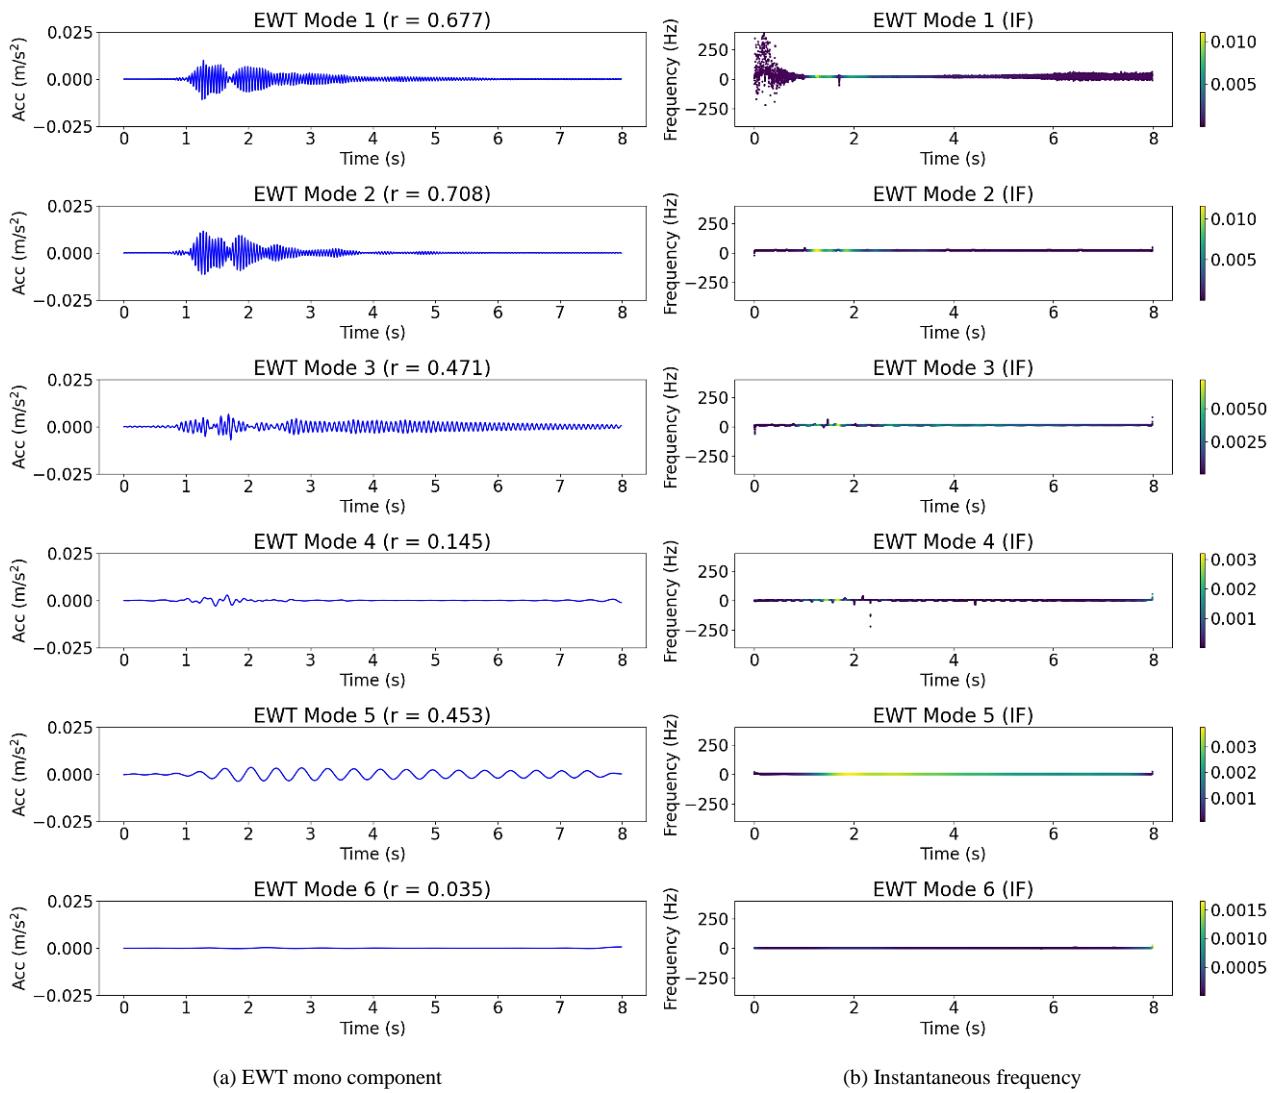 EWT Mode 1 (r = 0.677)
Acc (m/s²)
0.025
0.000
−0.025
0 1 2 3 4 5 6 7 8
Time (s)
EWT Mode 1 (IF)
Frequency (Hz)
250
0
−250
0 2 4 6 8
Time (s)
0.010
0.005
EWT Mode 2 (r = 0.708)
Acc (m/s²)
0.025
0.000
−0.025
0 1 2 3 4 5 6 7 8
Time (s)
EWT Mode 2 (IF)
Frequency (Hz)
250
0
−250
0 2 4 6 8
Time (s)
0.010
0.005
EWT Mode 3 (r = 0.471)
Acc (m/s²)
0.025
0.000
−0.025
0 1 2 3 4 5 6 7 8
Time (s)
EWT Mode 3 (IF)
Frequency (Hz)
250
0
−250
0 2 4 6 8
Time (s)
0.0050
0.0025
EWT Mode 4 (r = 0.145)
Acc (m/s²)
0.025
0.000
−0.025
0 1 2 3 4 5 6 7 8
Time (s)
EWT Mode 4 (IF)
Frequency (Hz)
250
0
−250
0 2 4 6 8
Time (s)
0.003
0.002
0.001
EWT Mode 5 (r = 0.453)
Acc (m/s²)
0.025
0.000
−0.025
0 1 2 3 4 5 6 7 8
Time (s)
EWT Mode 5 (IF)
Frequency (Hz)
250
0
−250
0 2 4 6 8
Time (s)
0.003
0.002
0.001
EWT Mode 6 (r = 0.035)
Acc (m/s²)
0.025
0.000
−0.025
0 1 2 3 4 5 6 7 8
Time (s)
EWT Mode 6 (IF)
Frequency (Hz)
250
0
−250
0 2 4 6 8
Time (s)
0.0015
0.0010
0.0005
(a) EWT mono component
(b) Instantaneous frequency